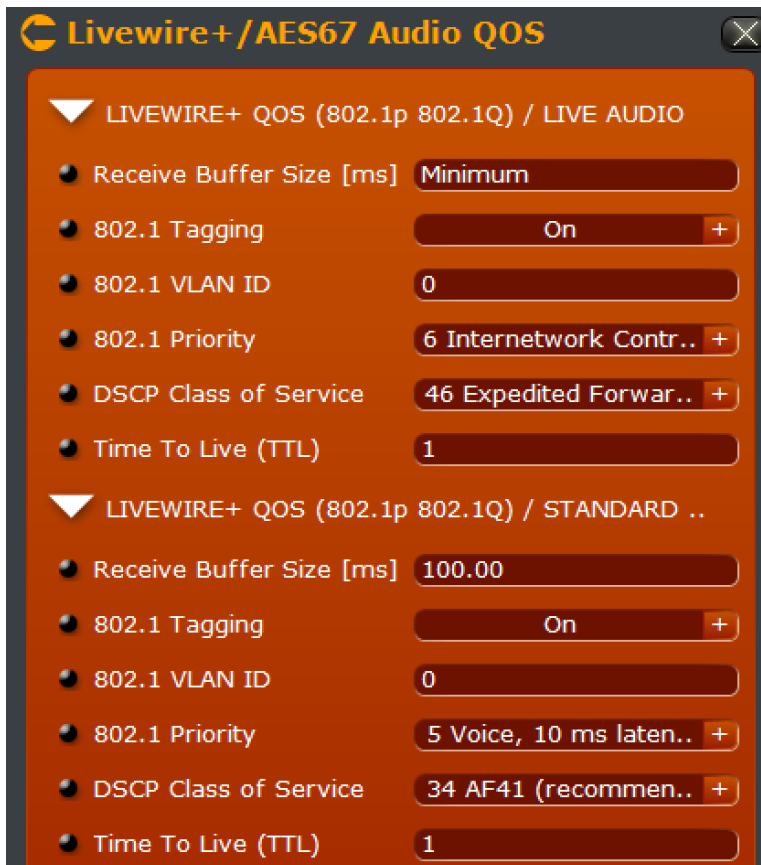 Livewire+/AES67 Audio QOS
LIVEWIRE+ QOS (802.1p 802.1Q) / LIVE AUDIO
Receive Buffer Size [ms] Minimum
802.1 Tagging On +
802.1 VLAN ID 0
802.1 Priority 6 Internetwork Contr.. +
DSCP Class of Service 46 Expedited Forwar.. +
Time To Live (TTL) 1
LIVEWIRE+ QOS (802.1p 802.1Q) / STANDARD ..
Receive Buffer Size [ms] 100.00
802.1 Tagging On +
802.1 VLAN ID 0
802.1 Priority 5 Voice, 10 ms laten.. +
DSCP Class of Service 34 AF41 (recommen.. +
Time To Live (TTL) 1